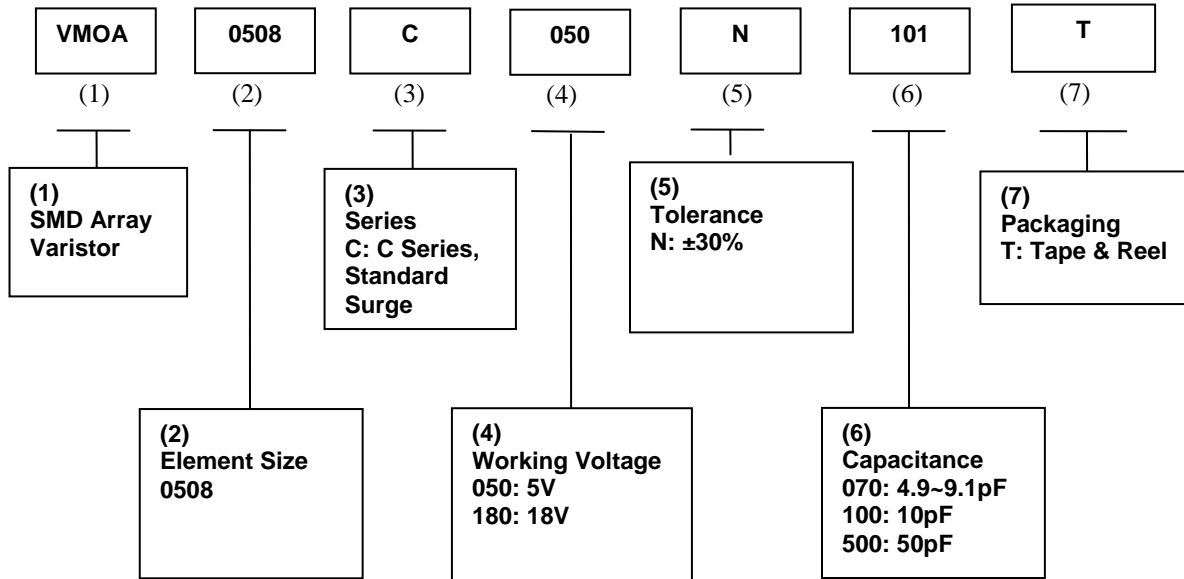 VMOA 0508 C 050 N 101 T
(1) (2) (3) (4) (5) (6) (7)
(1)
SMD Array
Varistor
(3)
Series
C: C Series,
Standard
Surge
(5)
Tolerance
N: ±30%
(7)
Packaging
T: Tape & Reel
(2)
Element Size
0508
(4)
Working Voltage
050: 5V
180: 18V
(6)
Capacitance
070: 4.9~9.1pF
100: 10pF
500: 50pF